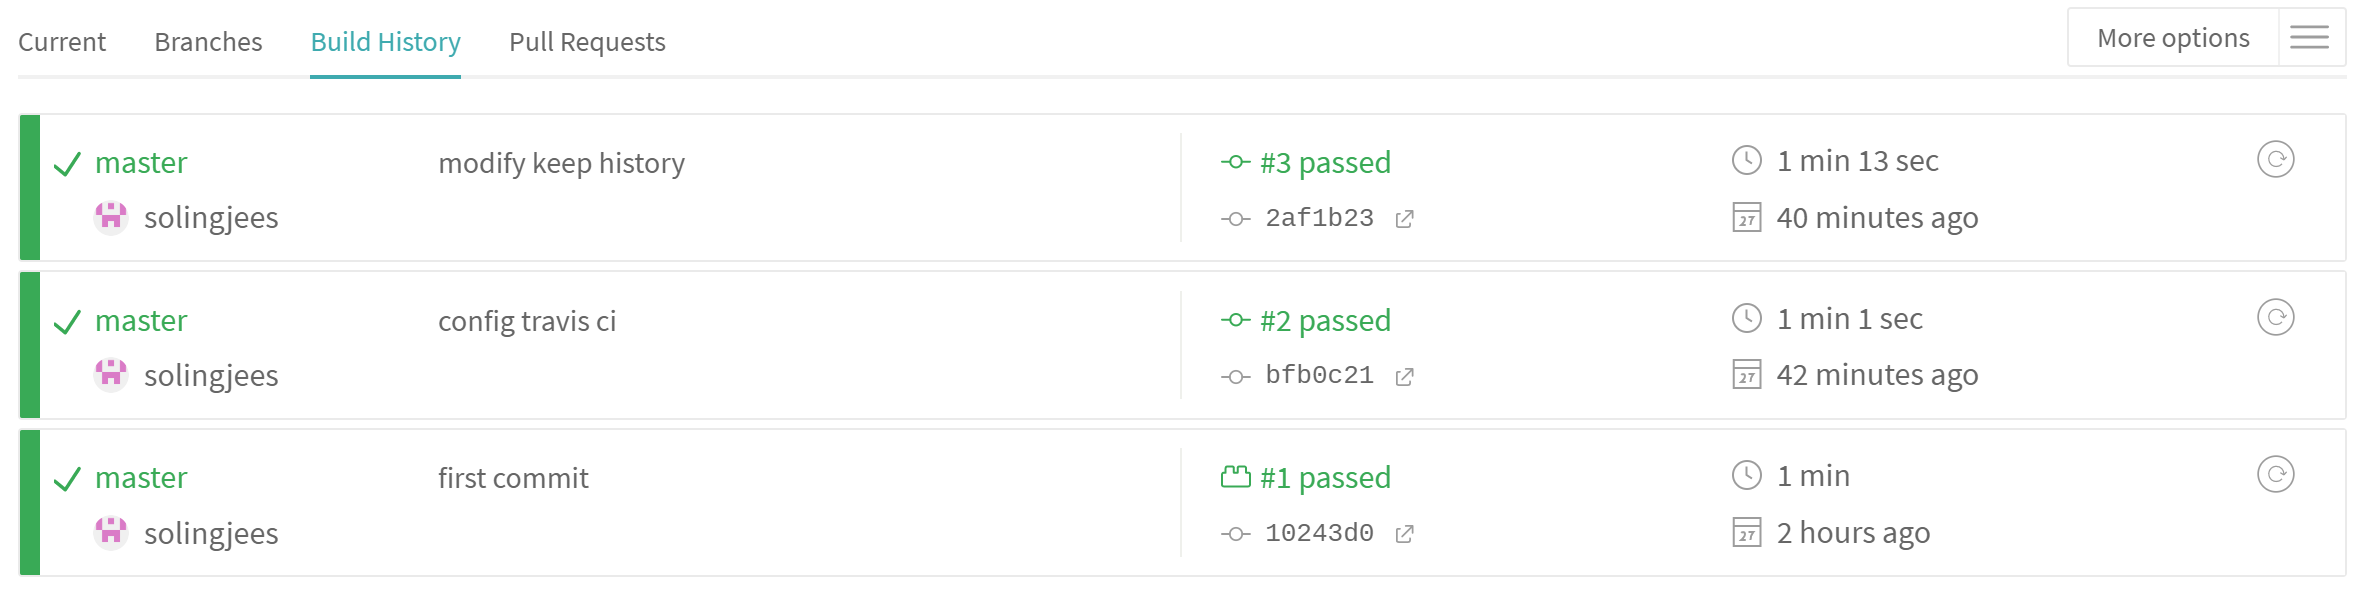 Current Branches Build History Pull Requests More options
master modify keep history #3 passed 1 min 13 sec
solingjees 2af1b23 27 40 minutes ago
master config travis ci #2 passed 1 min 1 sec
solingjees bfb0c21 27 42 minutes ago
master first commit #1 passed 1 min
solingjees 10243d0 27 2 hours ago